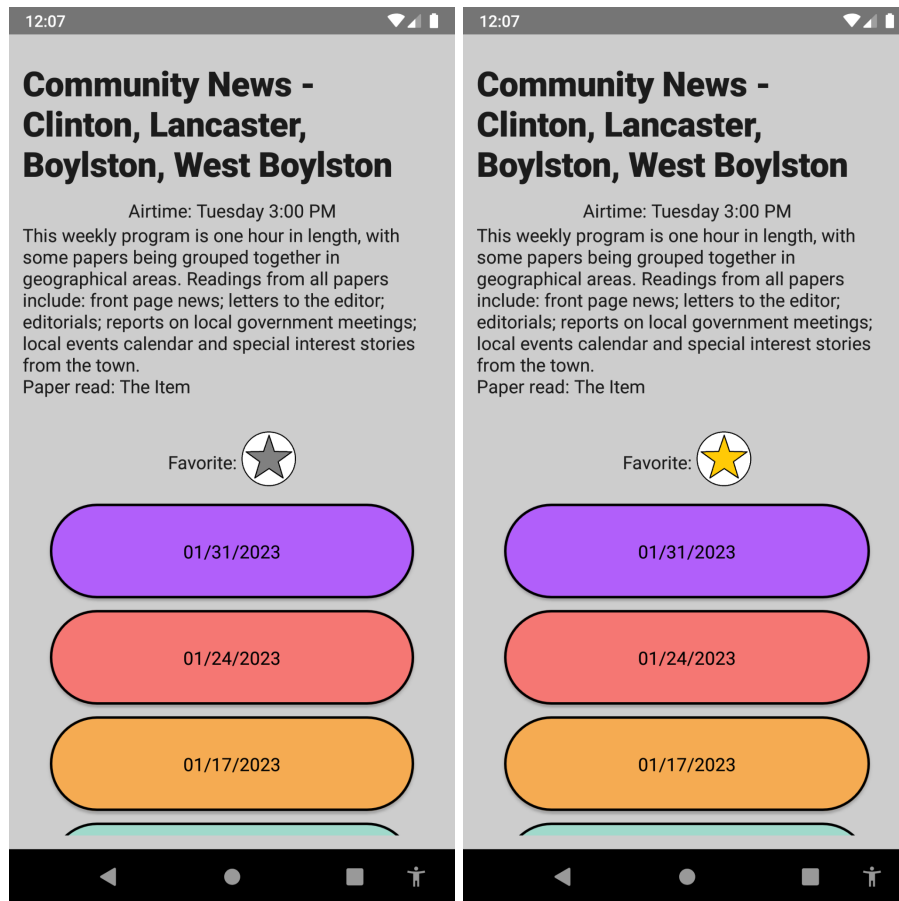 12:07
Community News -
Clinton, Lancaster,
Boylston, West Boylston
Airtime: Tuesday 3:00 PM
This weekly program is one hour in length, with
some papers being grouped together in
geographical areas. Readings from all papers
include: front page news; letters to the editor;
editorials; reports on local government meetings;
local events calendar and special interest stories
from the town.
Paper read: The Item
Favorite:
01/31/2023
01/24/2023
01/17/2023
12:07
Community News -
Clinton, Lancaster,
Boylston, West Boylston
Airtime: Tuesday 3:00 PM
This weekly program is one hour in length, with
some papers being grouped together in
geographical areas. Readings from all papers
include: front page news; letters to the editor;
editorials; reports on local government meetings;
local events calendar and special interest stories
from the town.
Paper read: The Item
Favorite:
01/31/2023
01/24/2023
01/17/2023